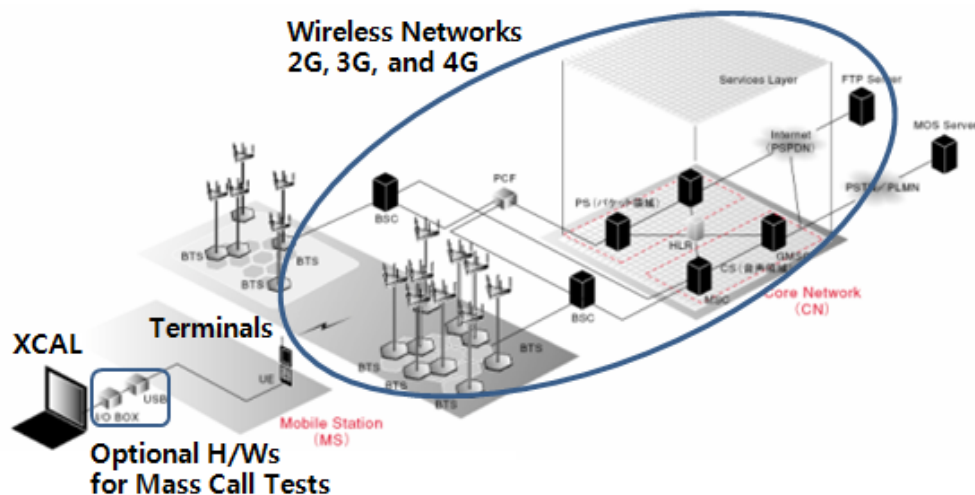 Wireless Networks
2G, 3G, and 4G
Services Layer
FTP Server
MOS Server
Internet
(PSPDN)
PSTN/PLMN
PCF
BSC
PS(パケット領域)
HLR
GMSC
CS(音声領域)
MSC
Core Network
(CN)
BTS
BTS
BTS
BTS
BSC
BTS
BTS
BTS
Terminals
XCAL
UE
USB
I/O BOX
Mobile Station
(MS)
Optional H/Ws
for Mass Call Tests